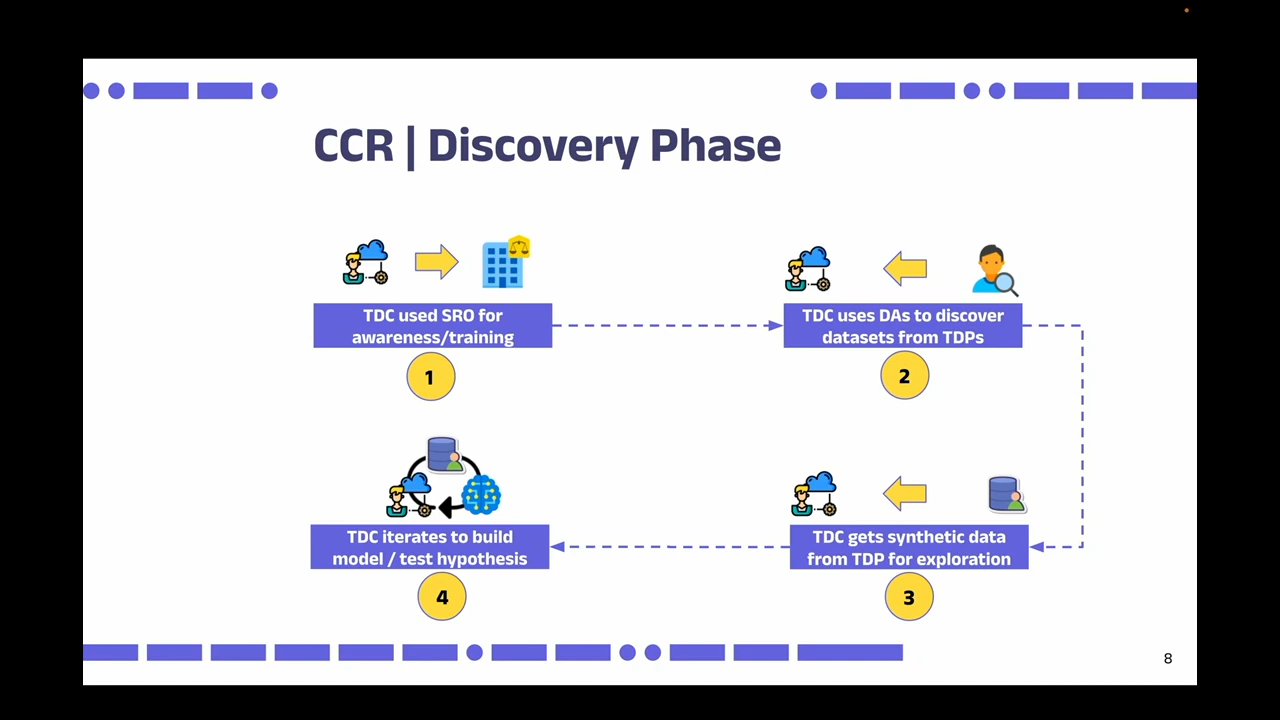 CCR | Discovery Phase
TDC used SRO for
awareness/training
1
TDC uses DAs to discover
datasets from TDPs
2
TDC gets synthetic data
from TDP for exploration
3
TDC iterates to build
model / test hypothesis
4
8